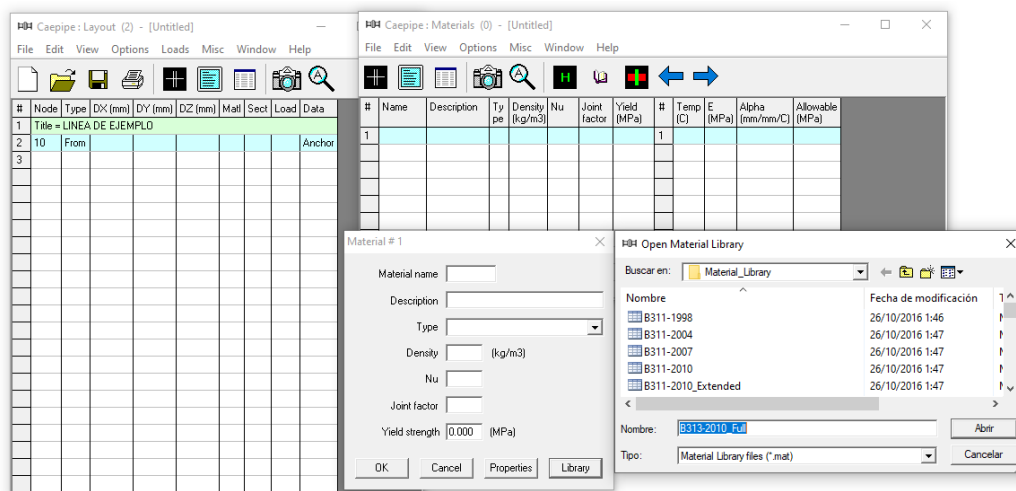 Caepipe : Layout (2) - [Untitled]
File Edit View Options Loads Misc Window Help
# Node Type DX (mm) DY (mm) DZ (mm) Matl Sect Load Data
1 Title = LINEA DE EJEMPLO
2 10 From Anchor
3
Caepipe : Materials (0) - [Untitled]
File Edit View Options Misc Window Help
H
# Name Description Ty Density Nu Joint Yield # Temp E Alpha Allowable
pe (kg/m3) factor (MPa) (C) (MPa) (mm/mm/C) (MPa)
1 1
Material # 1
Material name
Description
Type
Density (kg/m3)
Nu
Joint factor
Yield strength 0.000 (MPa)
OK Cancel Properties Library
Open Material Library
Buscar en: Material_Library
Nombre Fecha de modificación
B311-1998 26/10/2016 1:46
B311-2004 26/10/2016 1:47
B311-2007 26/10/2016 1:47
B311-2010 26/10/2016 1:47
B311-2010_Extended 26/10/2016 1:47
Nombre: B313-2010_Full Abrir
Tipo: Material Library files (*.mat) Cancelar